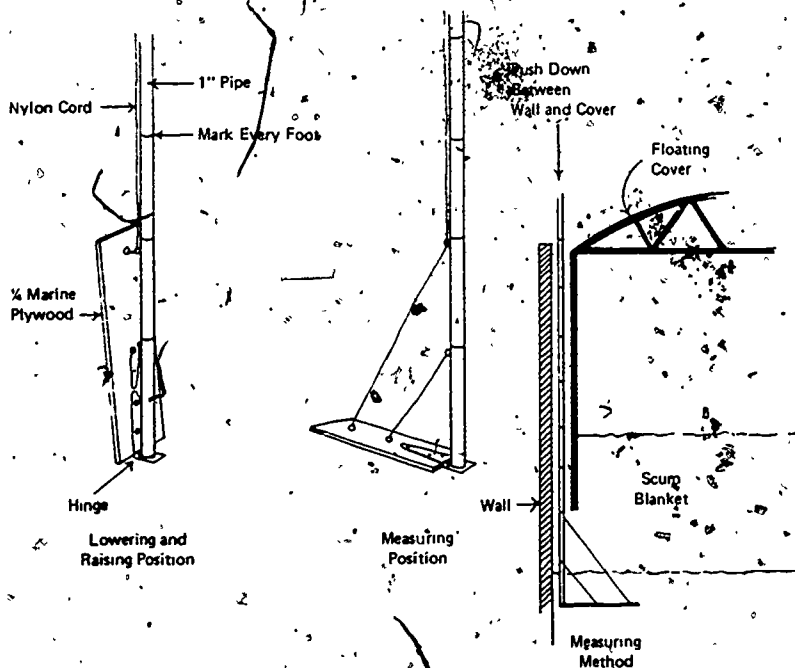 1" Pipe
Nylon Cord
Mark Every Foot
¼ Marine
Plywood
Hinge
Lowering and
Raising Position
Measuring
Position
Push Down
Between
Wall and Cover
Floating
Cover
Scum
Blanket
Wall
Measuring
Method